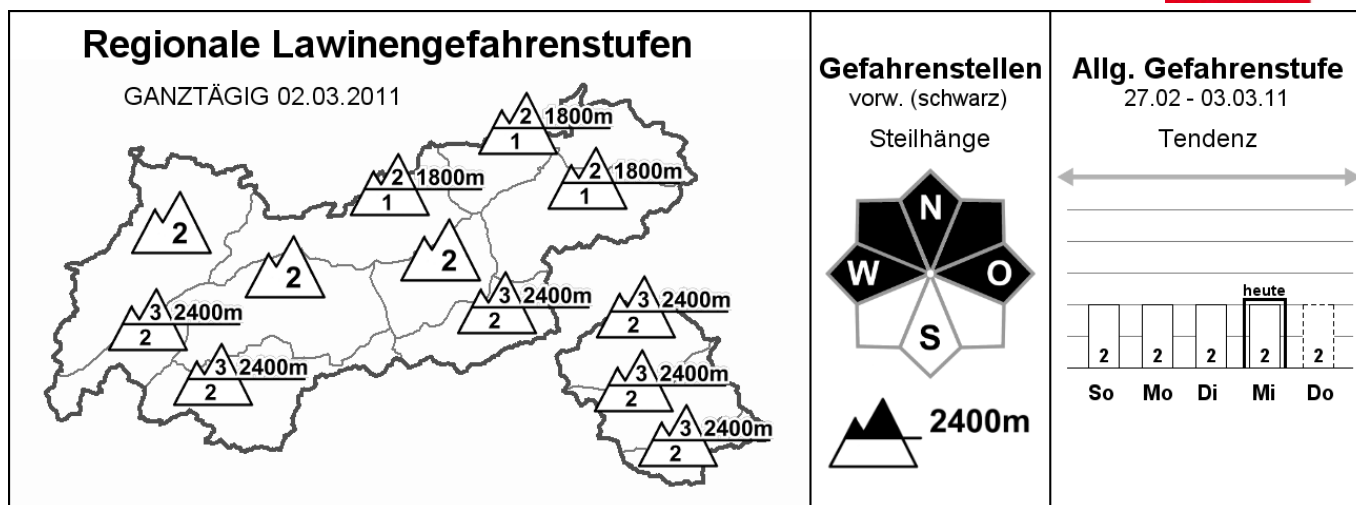 Regionale Lawinengefahrenstufen
GANZTÄGIG 02.03.2011
2 1800m
1
2 1800m
1
2 1800m
1
2
2
2
3 2400m
2
3 2400m
2
3 2400m
2
3 2400m
2
3 2400m
2
3 2400m
2
Gefahrenstellen
vorw. (schwarz)
Steilhänge
N
W O
S
2400m
Allg. Gefahrenstufe
27.02 - 03.03.11
Tendenz
heute
2 2 2 2 2
So Mo Di Mi Do